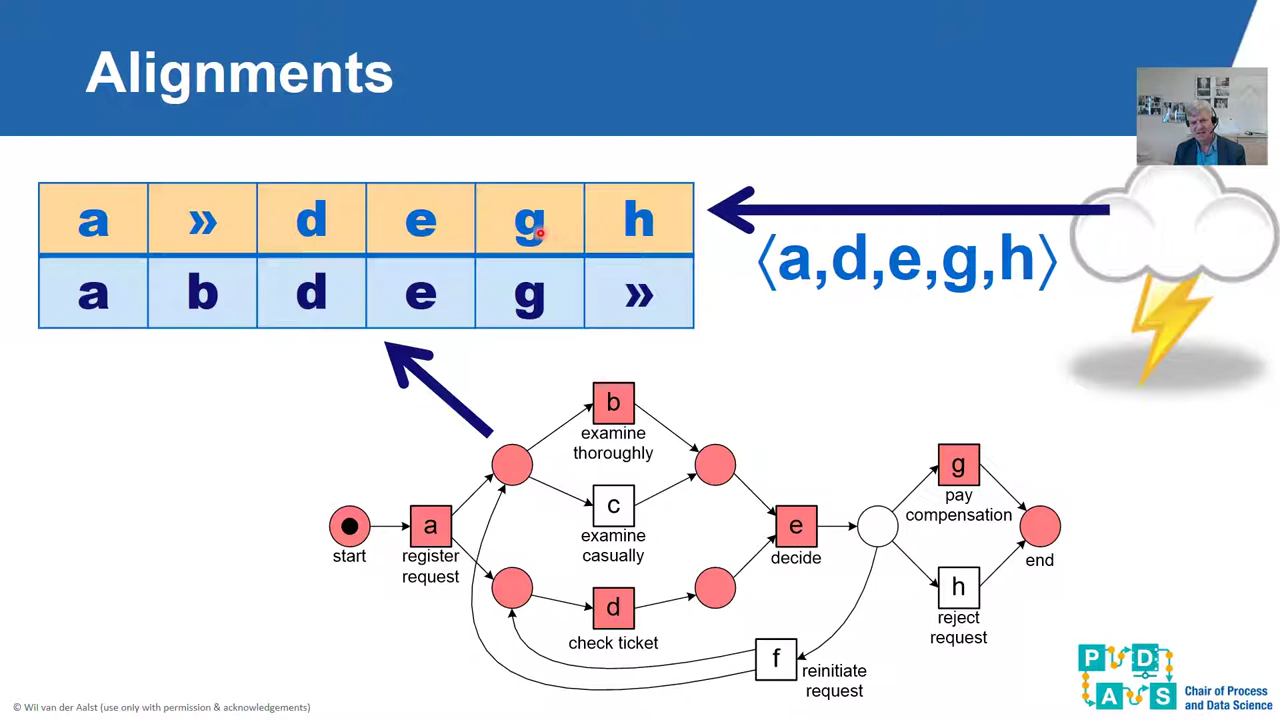 Alignments
a » d e g h
a b d e g »
⟨a,d,e,g,h⟩
b
examine
thoroughly
c
examine
casually
start
a
register
request
d
check ticket
e
decide
g
pay
compensation
h
reject
request
end
f
reinitiate
request
P D
A S
Chair of Process
and Data Science
© Wil van der Aalst (use only with permission & acknowledgements)